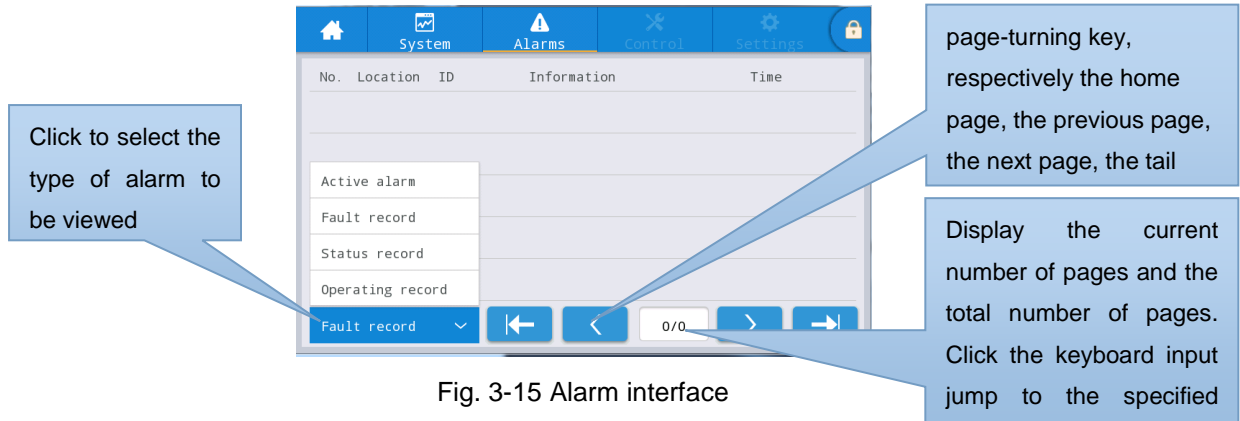 System Alarms Control Settings
No. Location ID Information Time
Active alarm
Fault record
Status record
Operating record
Fault record 0/0
Click to select the
type of alarm to
be viewed
page-turning key,
respectively the home
page, the previous page,
the next page, the tail
Display the current
number of pages and the
total number of pages.
Click the keyboard input
jump to the specified
Fig. 3-15 Alarm interface